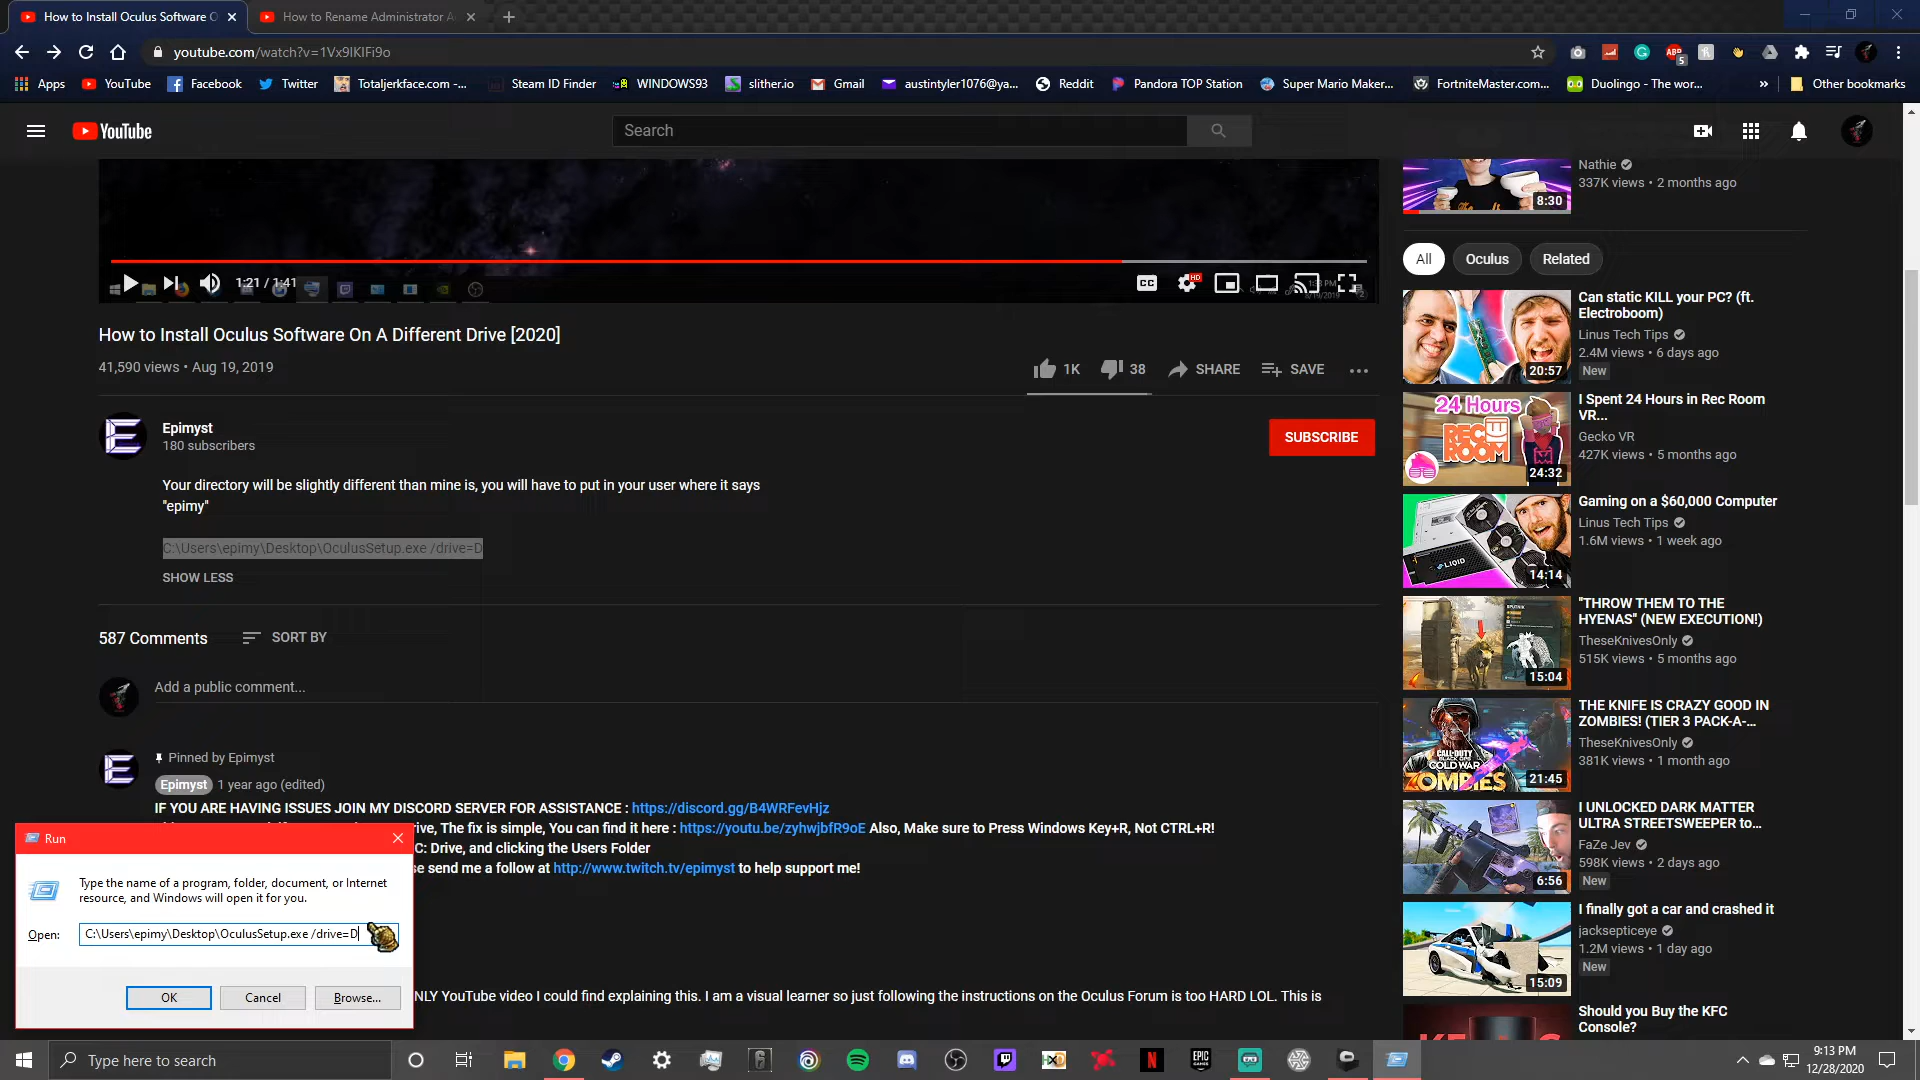 How to Install Oculus Software O
How to Rename Administrator A
youtube.com/watch?v=1Vx9IKIFi9o
Apps
YouTube
Facebook
Twitter
Totaljerkface.com -...
Steam ID Finder
WINDOWS93
slither.io
Gmail
austintyler1076@ya...
Reddit
Pandora TOP Station
Super Mario Maker...
FortniteMaster.com...
Duolingo - The wor...
Other bookmarks
YouTube
Search
1:21 / 1:41
CC
HD
How to Install Oculus Software On A Different Drive [2020]
41,590 views • Aug 19, 2019
1K
38
SHARE
SAVE
Epimyst
180 subscribers
SUBSCRIBE
Your directory will be slightly different than mine is, you will have to put in your user where it says
"epimy"
C:\Users\epimy\Desktop\OculusSetup.exe /drive=D
SHOW LESS
587 Comments
SORT BY
Add a public comment...
Pinned by Epimyst
Epimyst 1 year ago (edited)
IF YOU ARE HAVING ISSUES JOIN MY DISCORD SERVER FOR ASSISTANCE : https://discord.gg/B4WRFevHjz
rive, The fix is simple, You can find it here : https://youtu.be/zyhwjbfR9oE Also, Make sure to Press Windows Key+R, Not CTRL+R!
C: Drive, and clicking the Users Folder
se send me a follow at http://www.twitch.tv/epimyst to help support me!
NLY YouTube video I could find explaining this. I am a visual learner so just following the instructions on the Oculus Forum is too HARD LOL. This is
Run
Type the name of a program, folder, document, or Internet
resource, and Windows will open it for you.
Open:
C:\Users\epimy\Desktop\OculusSetup.exe /drive=D
OK
Cancel
Browse...
Nathie
337K views • 2 months ago
8:30
All
Oculus
Related
Can static KILL your PC? (ft.
Electroboom)
Linus Tech Tips
2.4M views • 6 days ago
New
20:57
24 Hours
REC
ROOM
24:32
I Spent 24 Hours in Rec Room
VR...
Gecko VR
427K views • 5 months ago
LIQID
14:14
Gaming on a $60,000 Computer
Linus Tech Tips
1.6M views • 1 week ago
15:04
"THROW THEM TO THE
HYENAS" (NEW EXECUTION!)
TheseKnivesOnly
515K views • 5 months ago
CALL OF DUTY
BLACK OPS
COLD WAR
ZOMBIES
21:45
THE KNIFE IS CRAZY GOOD IN
ZOMBIES! (TIER 3 PACK-A-...
TheseKnivesOnly
381K views • 1 month ago
6:56
I UNLOCKED DARK MATTER
ULTRA STREETSWEEPER to...
FaZe Jev
598K views • 2 days ago
New
15:09
I finally got a car and crashed it
jacksepticeye
1.2M views • 1 day ago
New
Should you Buy the KFC
Console?
Type here to search
9:13 PM
12/28/2020